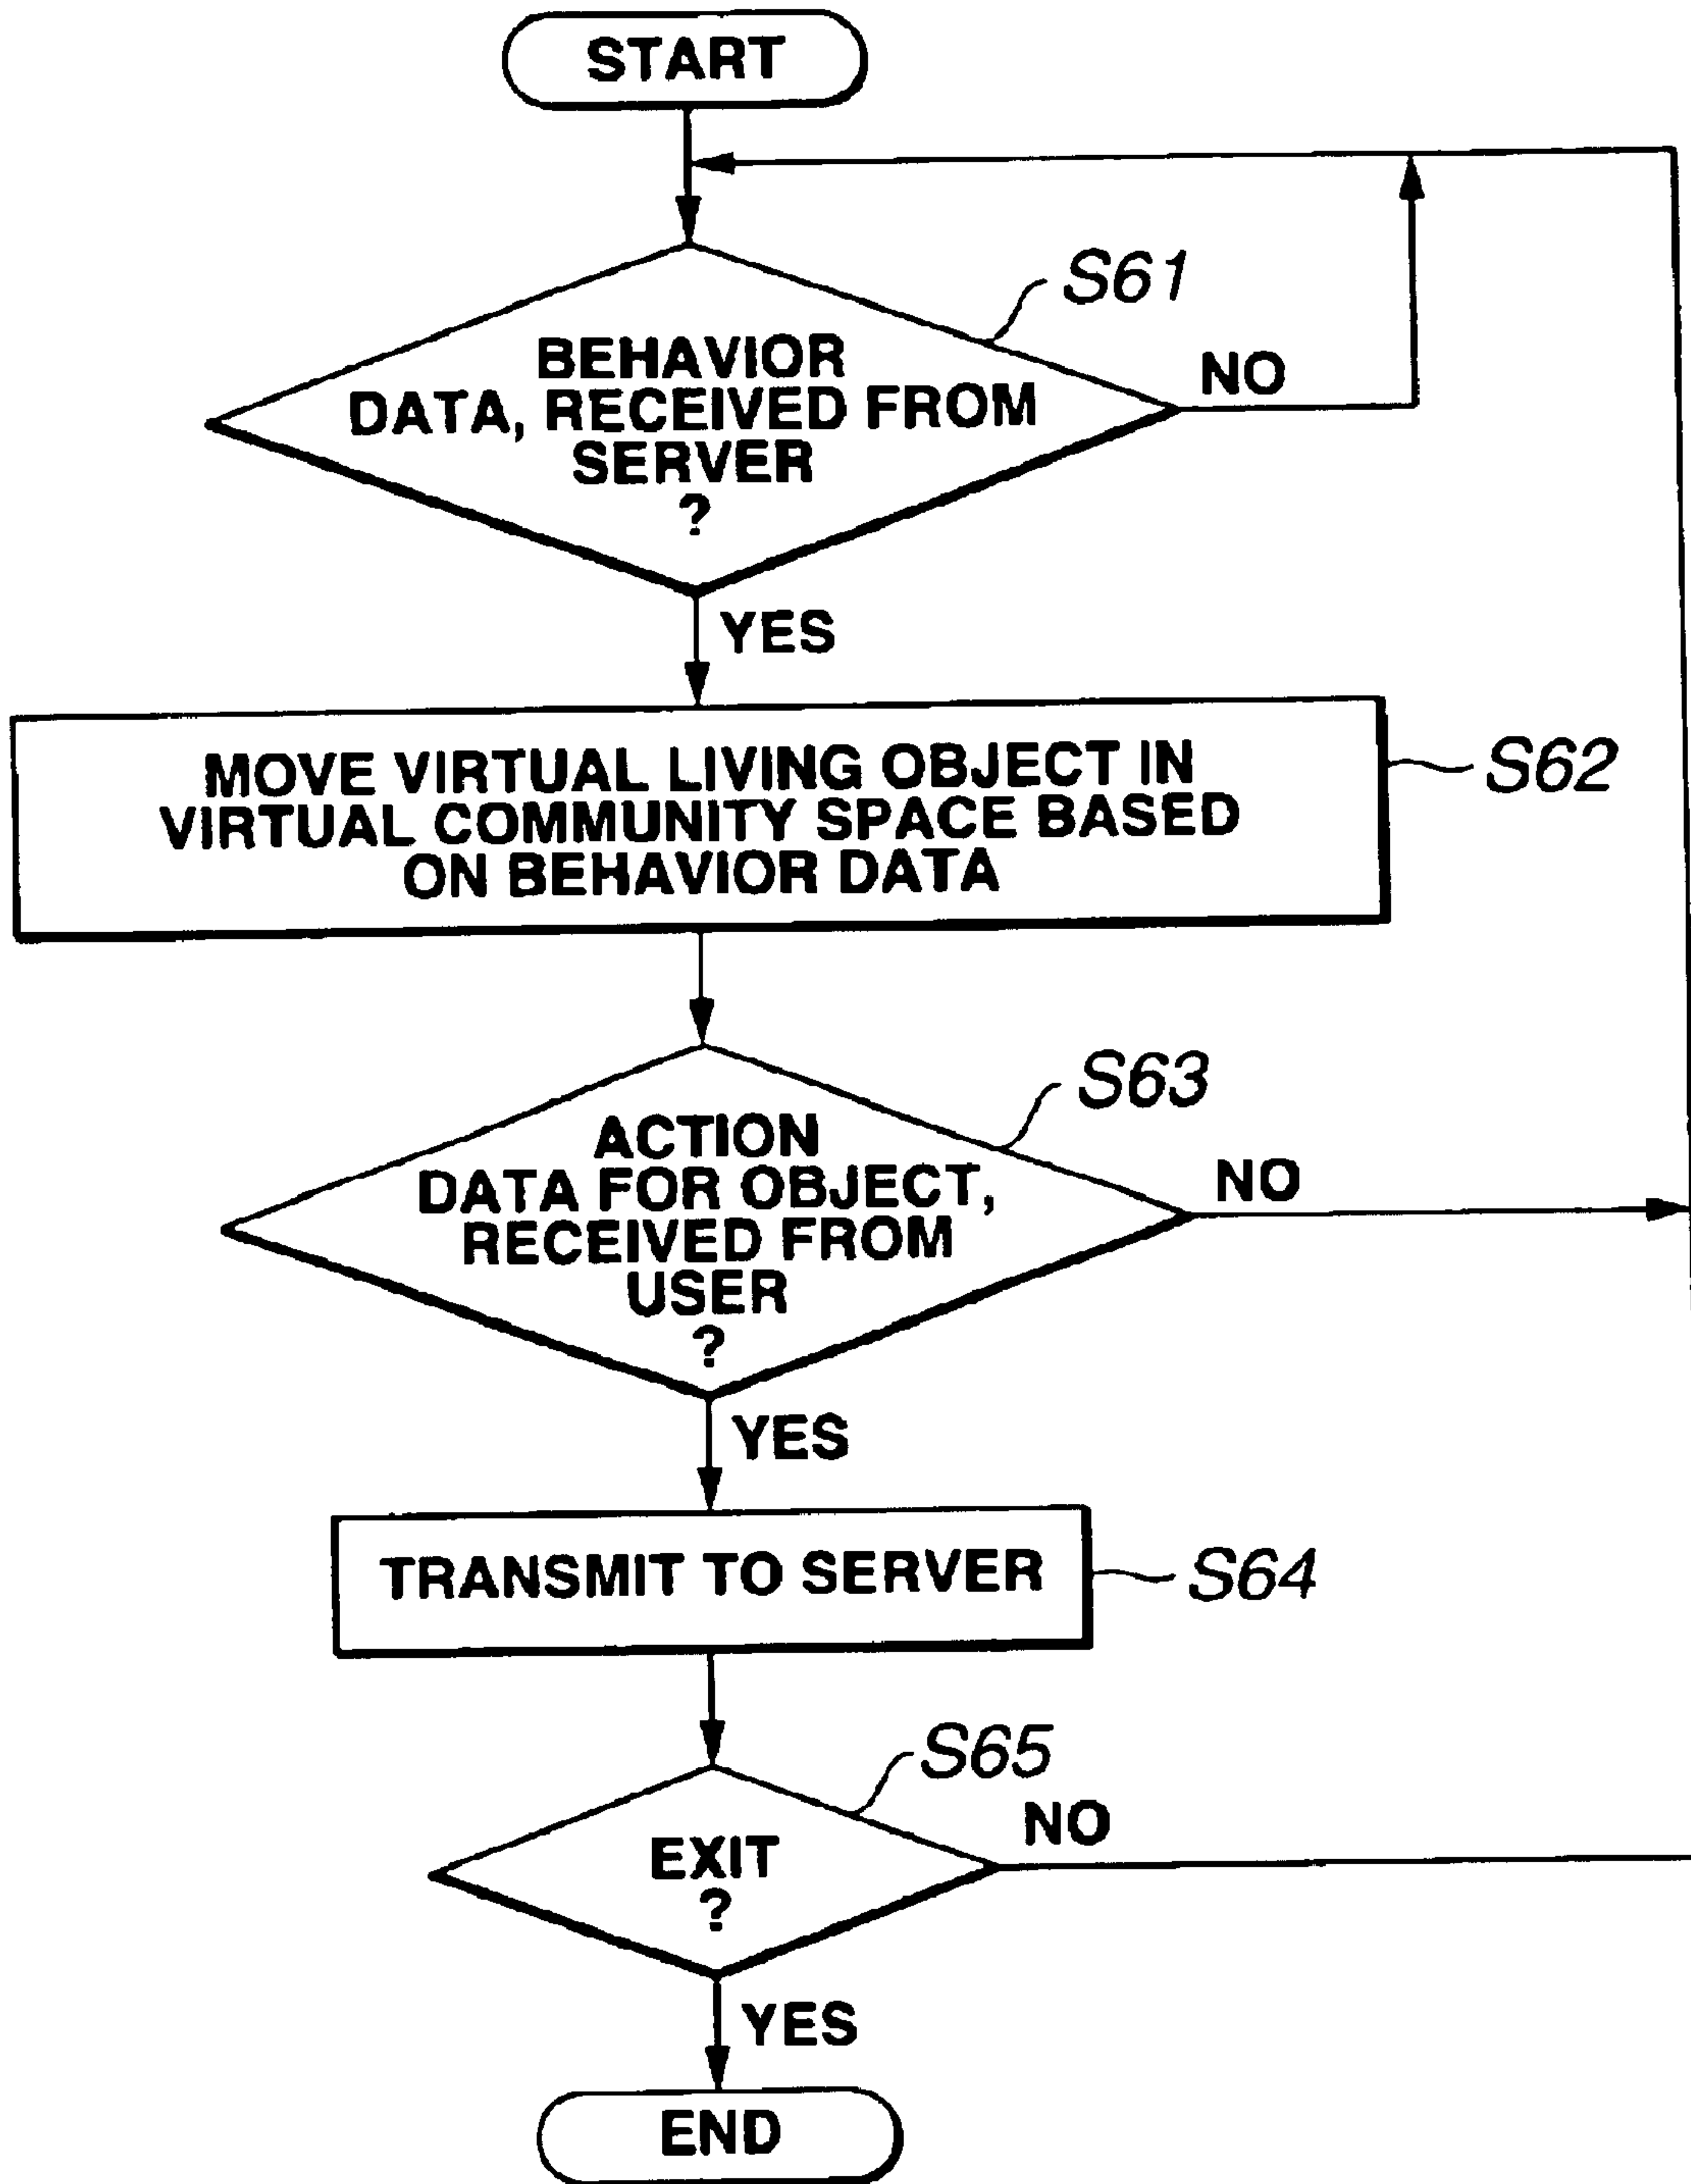 START
S61
BEHAVIOR
DATA, RECEIVED FROM
SERVER
?
NO
YES
MOVE VIRTUAL LIVING OBJECT IN
VIRTUAL COMMUNITY SPACE BASED
ON BEHAVIOR DATA
S62
S63
ACTION
DATA FOR OBJECT,
RECEIVED FROM
USER
?
NO
YES
TRANSMIT TO SERVER
S64
S65
EXIT
?
NO
YES
END